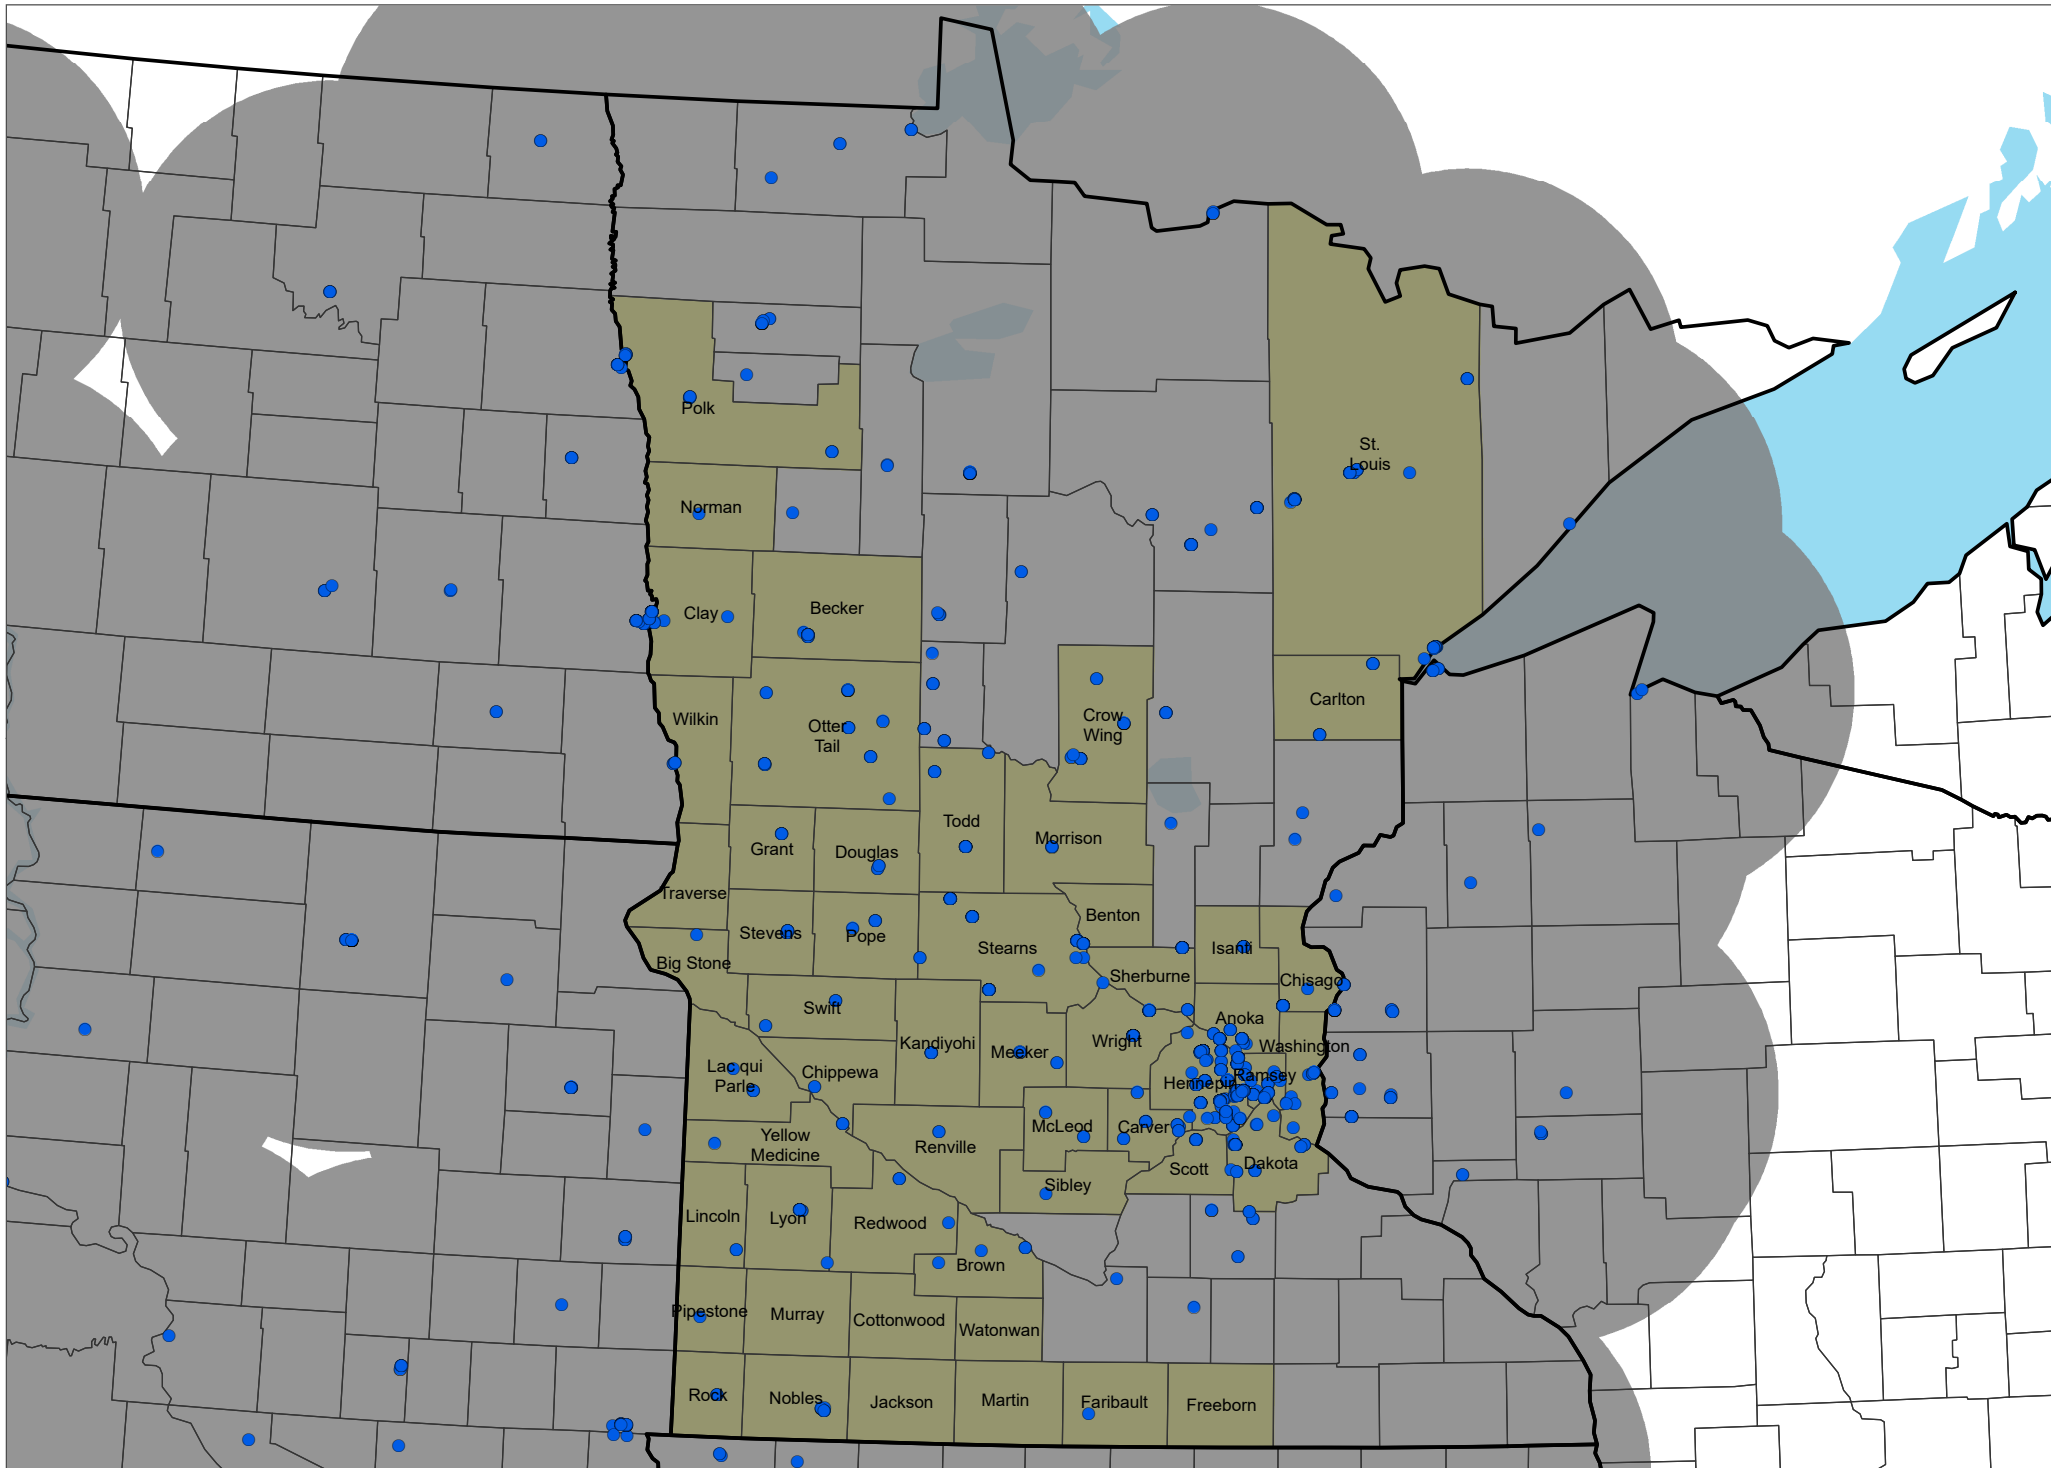 Polk
St.
Louis
Norman
Clay
Becker
Wilkin
Otter
Tail
Crow
Wing
Carlton
Todd
Morrison
Grant
Douglas
Traverse
Benton
Stevens
Pope
Stearns
Isanti
Big Stone
Sherburne
Chisago
Swift
Anoka
Kandiyohi
Meeker
Wright
Washington
Lac qui
Parle
Chippewa
Hennepin
Ramsey
McLeod
Carver
Yellow
Medicine
Renville
Scott
Dakota
Sibley
Lincoln
Lyon
Redwood
Brown
Pipestone
Murray
Cottonwood
Watonwan
Rock
Nobles
Jackson
Martin
Faribault
Freeborn